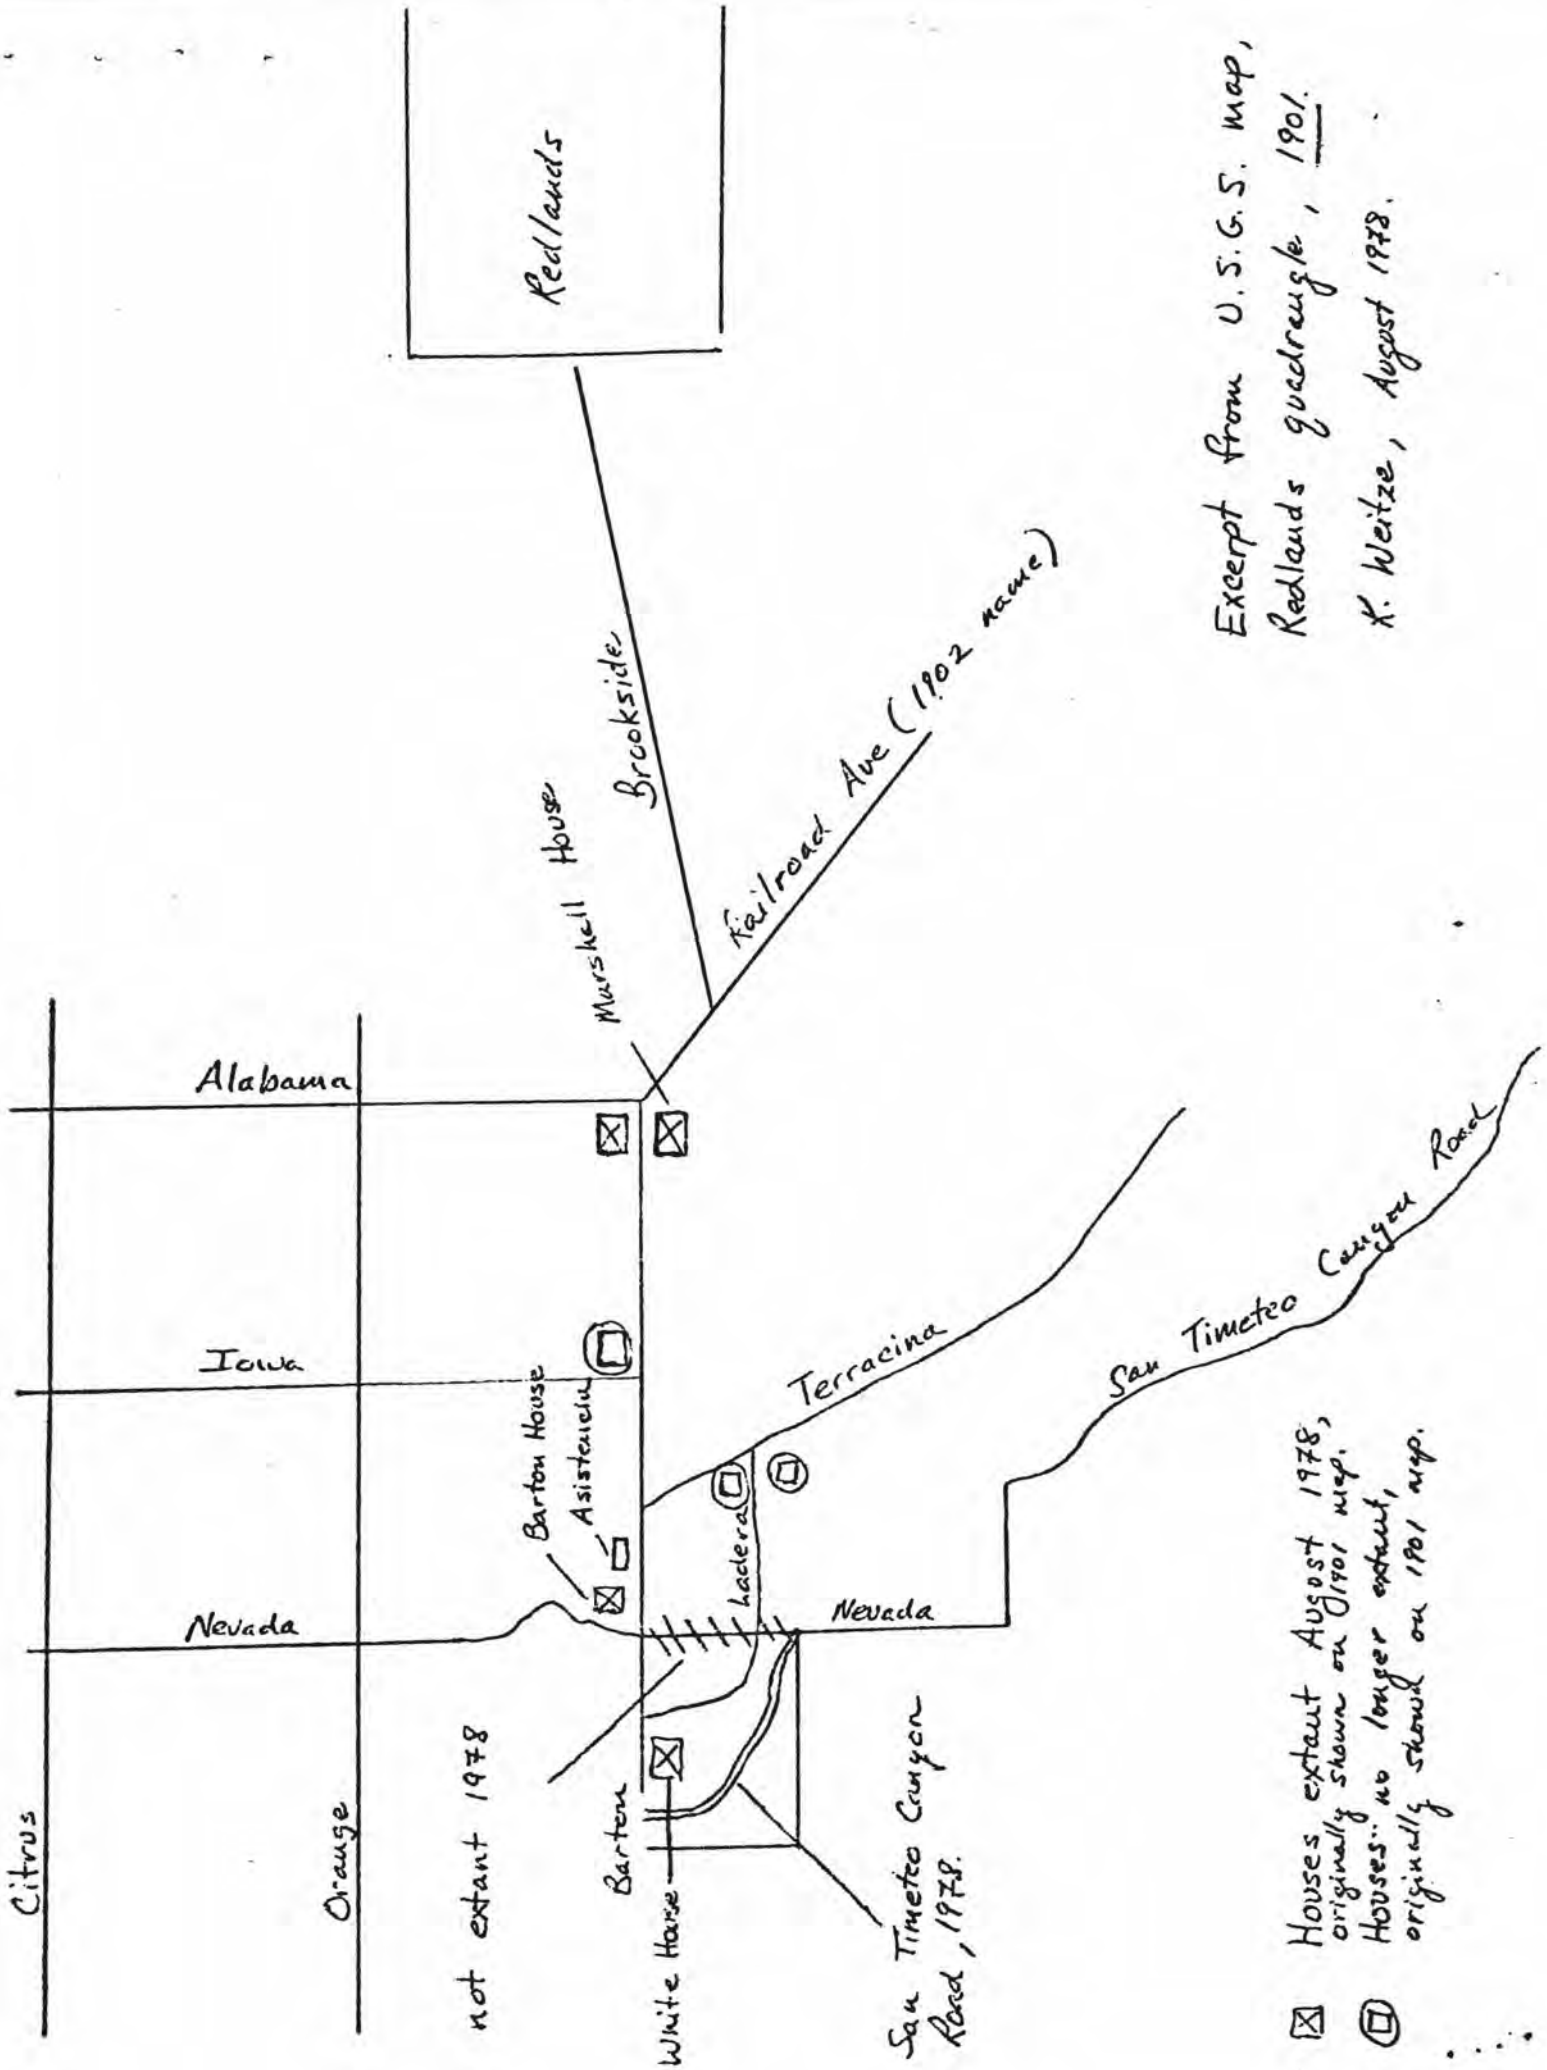 Citrus
Orange
Nevada
Iowa
Alabama
Redlands
not extant 1978
Barton House
Asistencia
Marshall House
Brookside
Barton
White House
Ladera
Terracina
Railroad Ave (1902 name)
Nevada
San Timeteo Canyon
Road, 1978.
San Timeteo Canyon Road
Houses extant August 1978,
originally shown on 1901 map.
Houses no longer extant,
originally shown on 1901 map.
Excerpt from U.S.G.S. map,
Redlands quadrangle, 1901.
K. Weitze, August 1978.